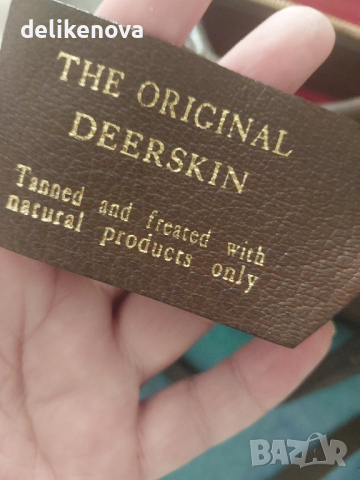 delikenova
THE ORIGINAL
DEERSKIN
Tanned and treated with
natural products only
BAZAR